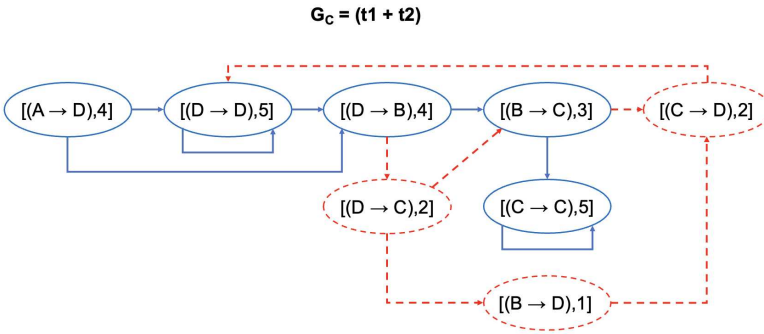 G_C = (t1 + t2)
[(A → D),4]
[(D → D),5]
[(D → B),4]
[(B → C),3]
[(C → D),2]
[(D → C),2]
[(C → C),5]
[(B → D),1]